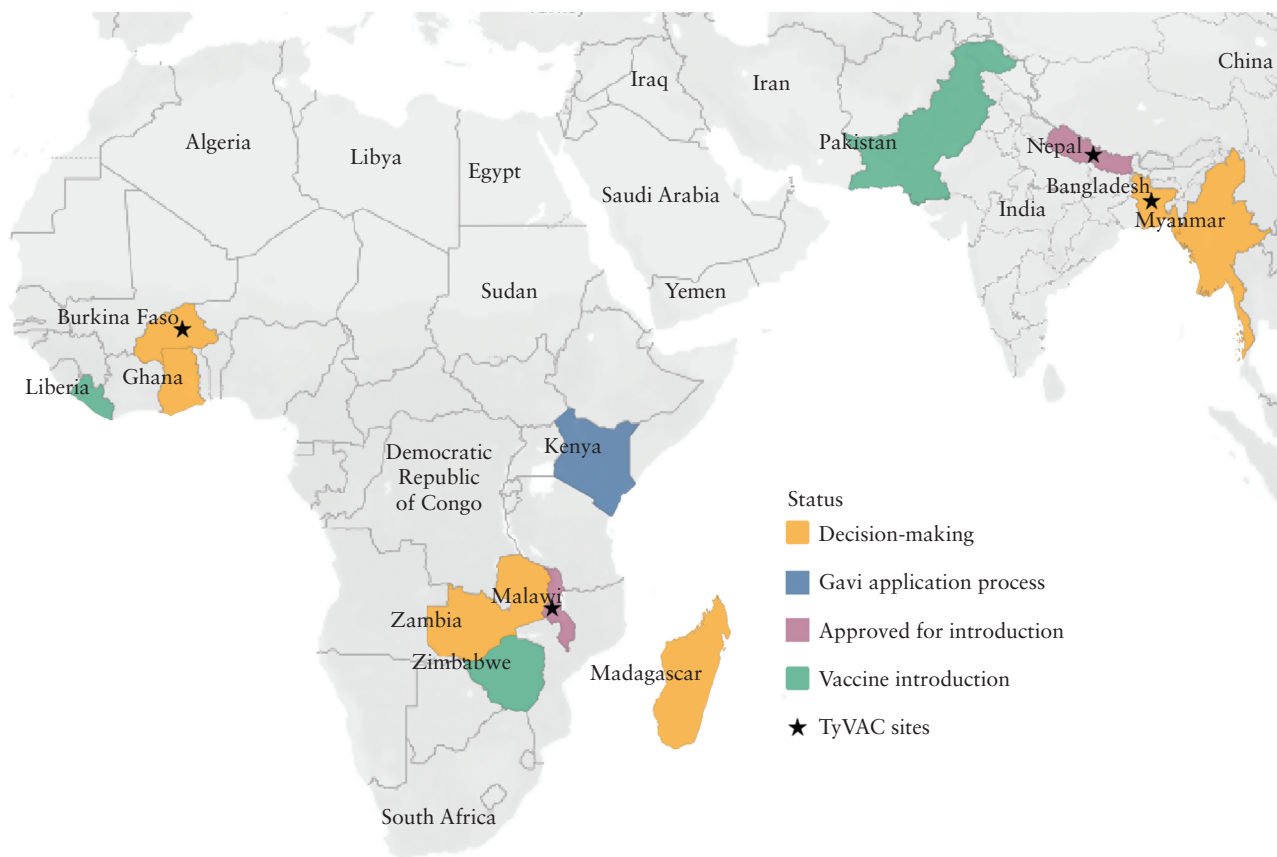 Turkey
China
Iraq
Iran
Algeria
Pakistan
Nepal
Libya
Egypt
Bangladesh
Saudi Arabia
India
Myanmar
Sudan
Yemen
Burkina Faso
Ghana
Liberia
Kenya
Democratic
Republic
of Congo
Status
Decision-making
Gavi application process
Malawi
Zambia
Approved for introduction
Zimbabwe
Madagascar
Vaccine introduction
TyVAC sites
South Africa